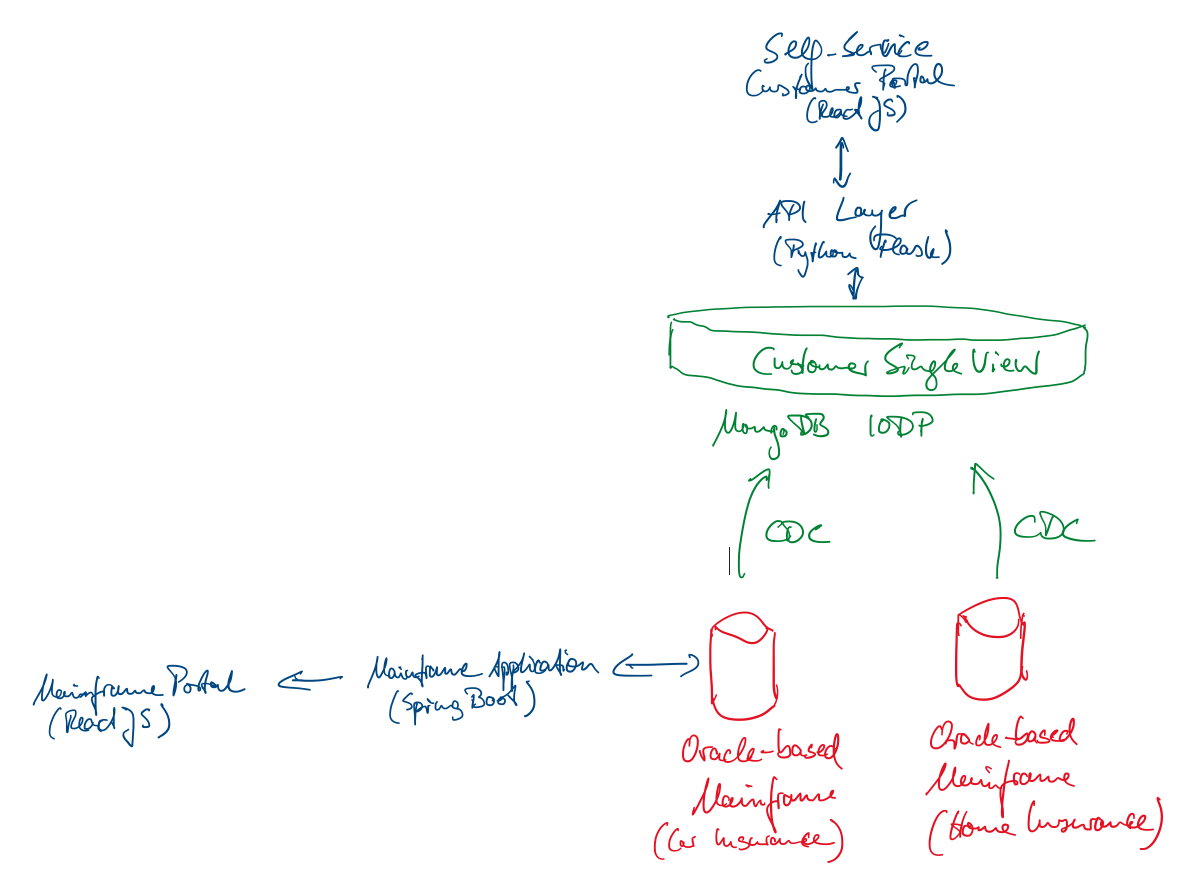 Self-Service
Customer Portal
(React JS)
API Layer
(Python Flask)
Customer Single View
MongoDB IODP
CDC
CDC
Mainframe Portal
(React JS)
Mainframe Application
(Spring Boot)
Oracle-based
Mainframe
(Car Insurance)
Oracle-based
Mainframe
(Home Insurance)